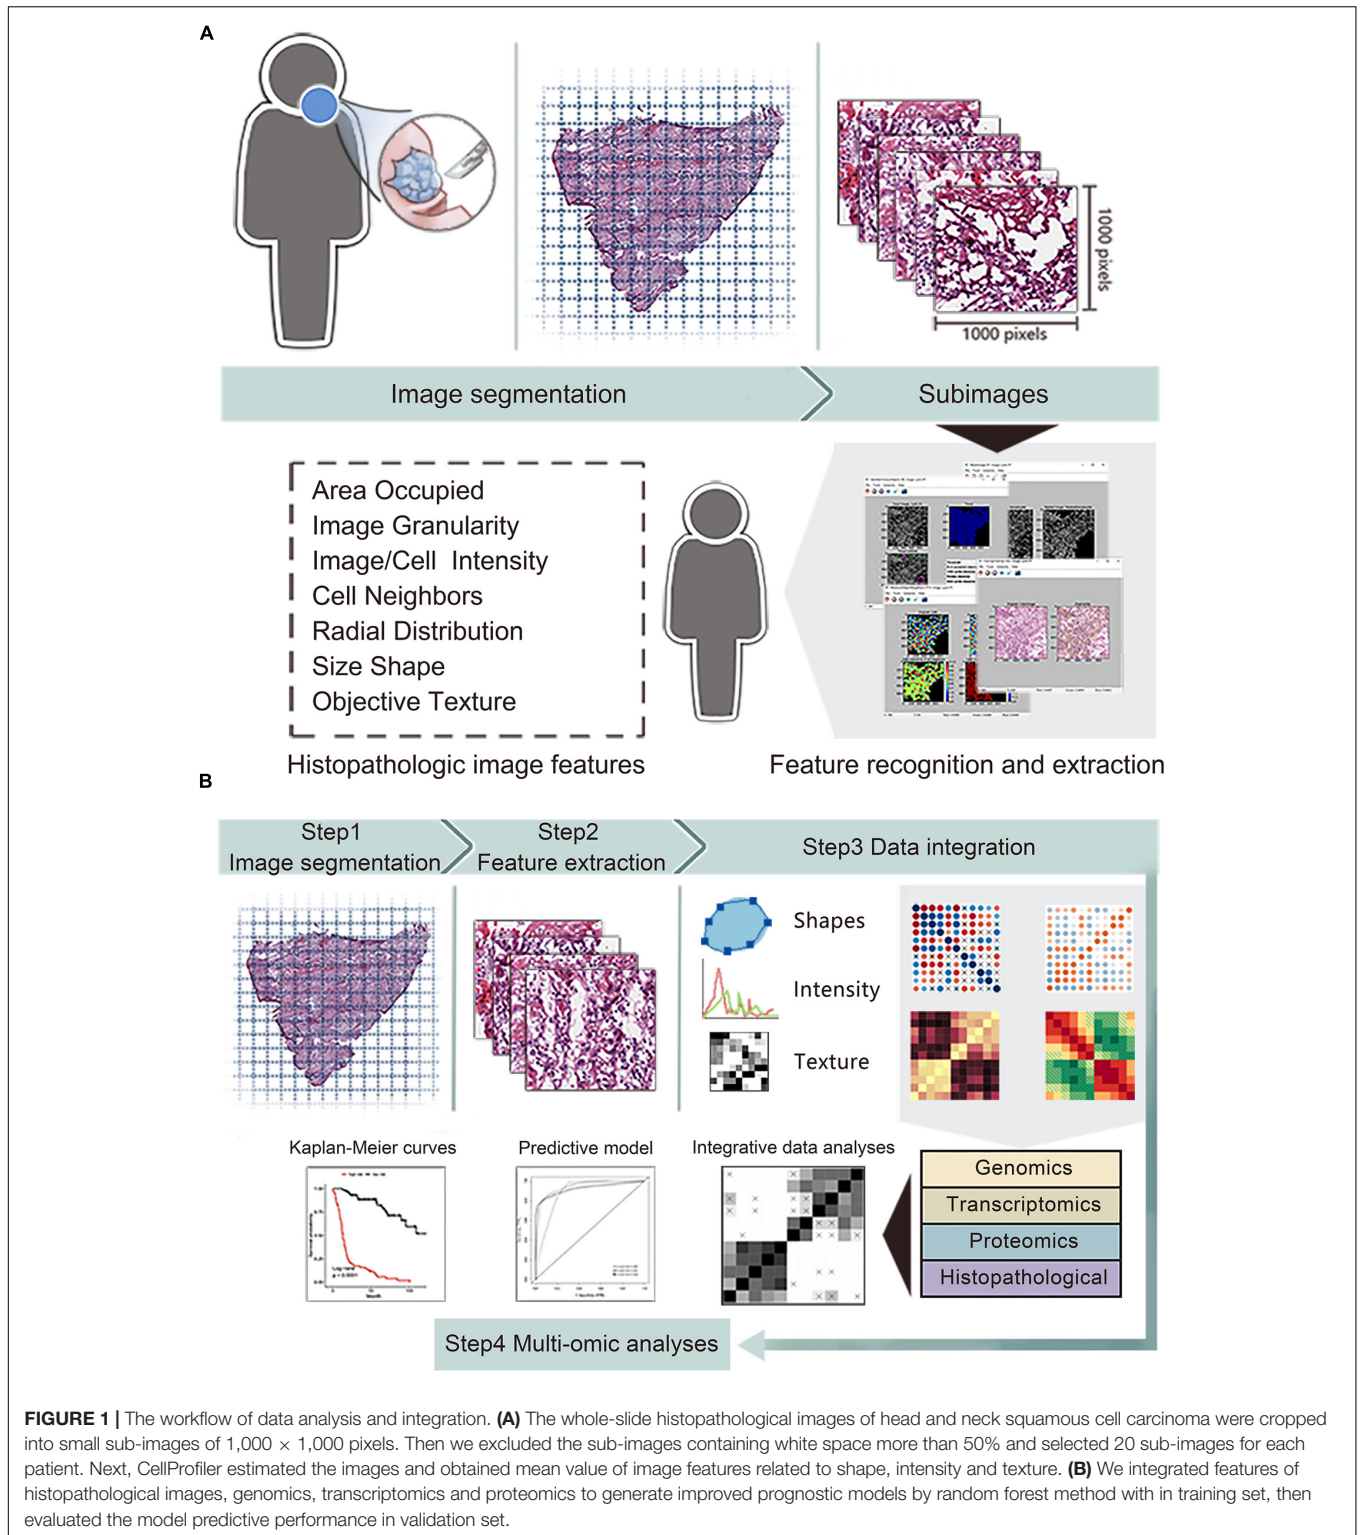 A
1000 pixels
1000 pixels
Image segmentation
Subimages
Area Occupied
Image Granularity
Image/Cell  Intensity
Cell Neighbors
Radial Distribution
Size Shape
Objective Texture
Histopathologic image features
Feature recognition and extraction
B
Step1
Image segmentation
Step2
Feature extraction
Step3 Data integration
Shapes
Intensity
Texture
Kaplan-Meier curves
Predictive model
Integrative data analyses
Genomics
Transcriptomics
Proteomics
Histopathological
Month
Step4 Multi-omic analyses
FIGURE 1 | The workflow of data analysis and integration. (A) The whole-slide histopathological images of head and neck squamous cell carcinoma were cropped
into small sub-images of 1,000 × 1,000 pixels. Then we excluded the sub-images containing white space more than 50% and selected 20 sub-images for each
patient. Next, CellProfiler estimated the images and obtained mean value of image features related to shape, intensity and texture. (B) We integrated features of
histopathological images, genomics, transcriptomics and proteomics to generate improved prognostic models by random forest method with in training set, then
evaluated the model predictive performance in validation set.